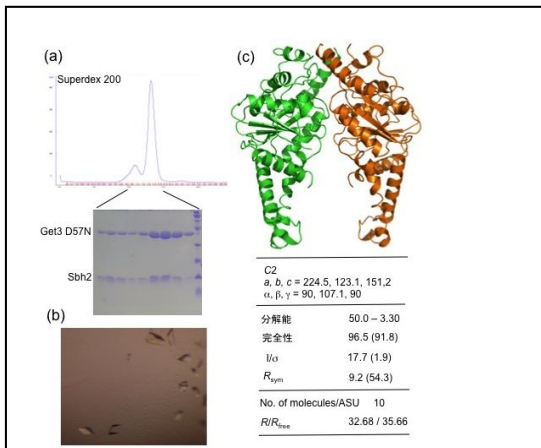 (a)
Superdex 200
Get3 D57N
Sbh2
(b)
(c)
C2
a, b, c = 224.5, 123.1, 151,2
α, β, γ = 90, 107.1, 90
分解能 50.0 – 3.30
完全性 96.5 (91.8)
I/σ 17.7 (1.9)
Rsym 9.2 (54.3)
No. of molecules/ASU 10
R/Rfree 32.68 / 35.66